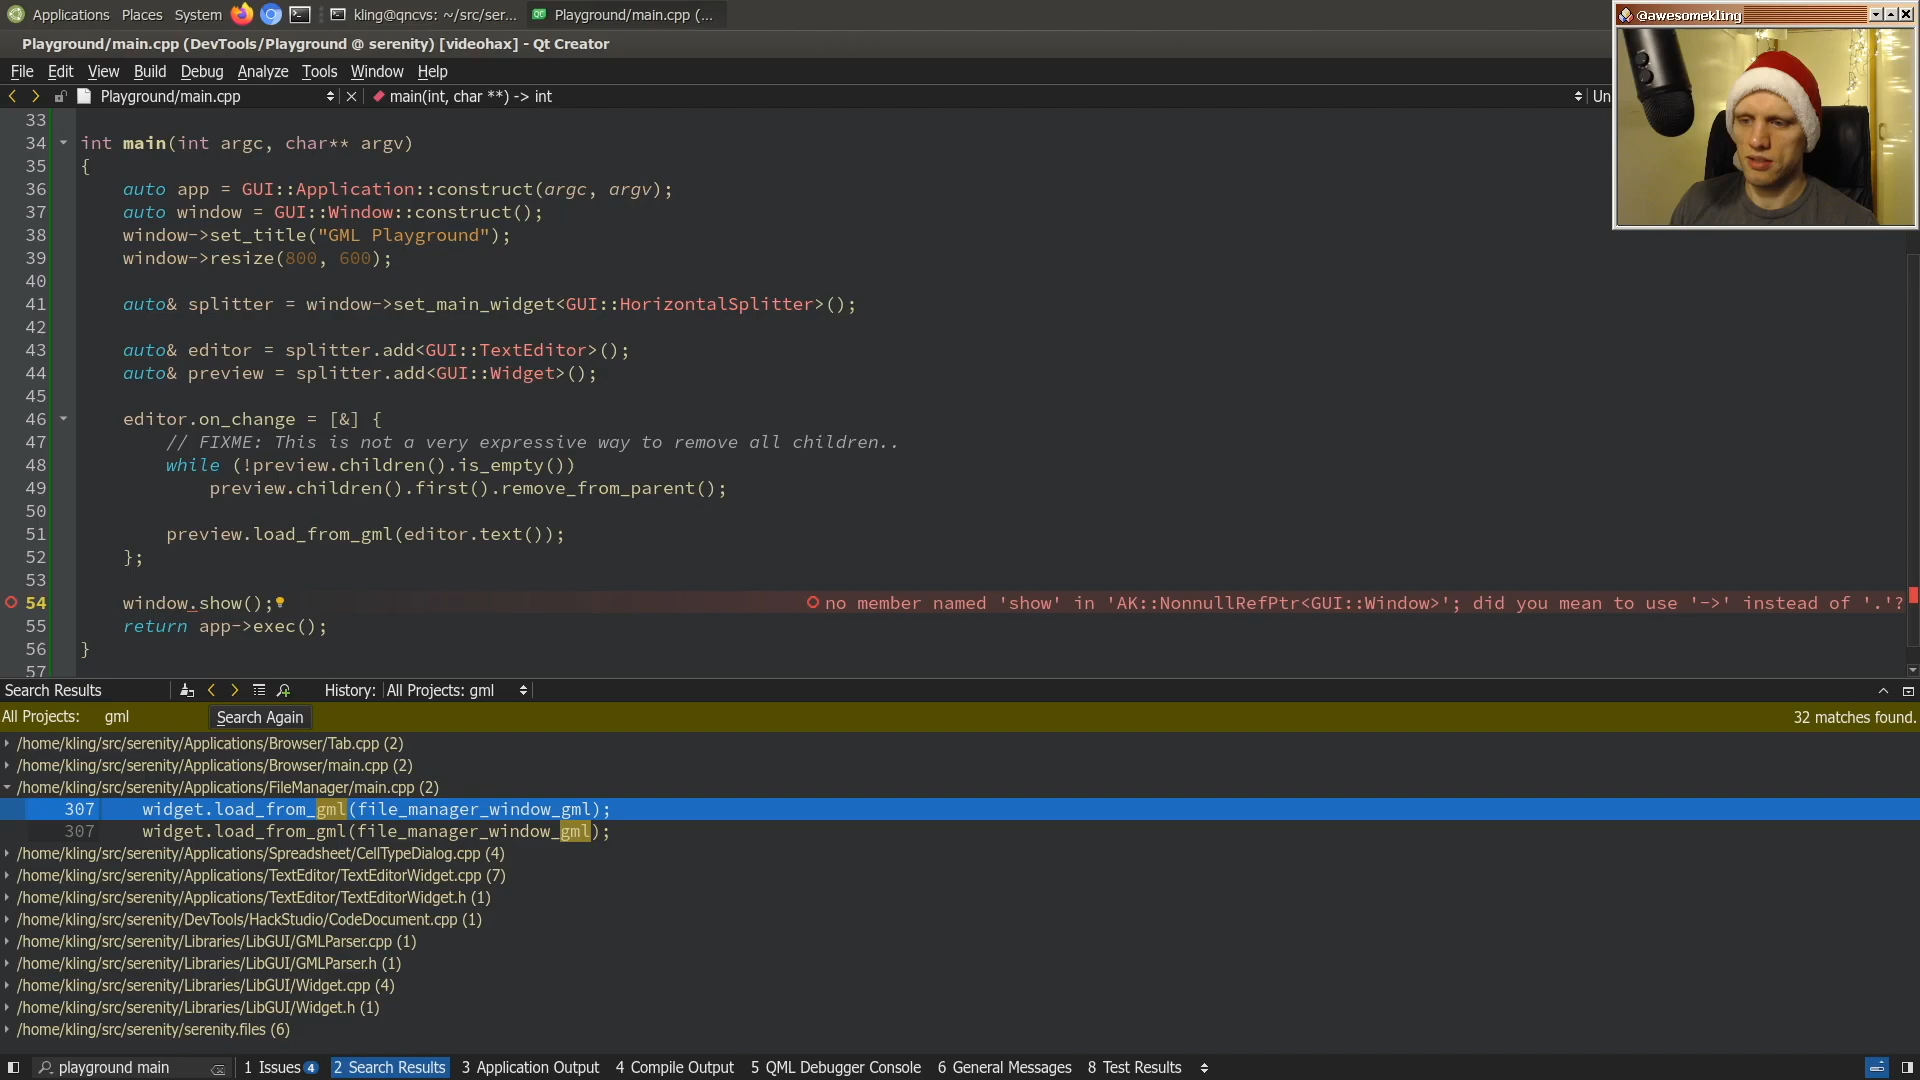 Applications Places System kling@qncvs: ~/src/ser... Playground/main.cpp (...
@awesomekling
Playground/main.cpp (DevTools/Playground @ serenity) [videohax] - Qt Creator
File Edit View Build Debug Analyze Tools Window Help
Playground/main.cpp main(int, char **) -> int Un
33
34 int main(int argc, char** argv)
35 {
36 auto app = GUI::Application::construct(argc, argv);
37 auto window = GUI::Window::construct();
38 window->set_title("GML Playground");
39 window->resize(800, 600);
40
41 auto& splitter = window->set_main_widget<GUI::HorizontalSplitter>();
42
43 auto& editor = splitter.add<GUI::TextEditor>();
44 auto& preview = splitter.add<GUI::Widget>();
45
46 editor.on_change = [&] {
47 // FIXME: This is not a very expressive way to remove all children..
48 while (!preview.children().is_empty())
49 preview.children().first().remove_from_parent();
50
51 preview.load_from_gml(editor.text());
52 };
53
54 window.show(); no member named 'show' in 'AK::NonnullRefPtr<GUI::Window>'; did you mean to use '->' instead of '.'?
55 return app->exec();
56 }
57
Search Results History: All Projects: gml
All Projects: gml Search Again 32 matches found.
/home/kling/src/serenity/Applications/Browser/Tab.cpp (2)
/home/kling/src/serenity/Applications/Browser/main.cpp (2)
/home/kling/src/serenity/Applications/FileManager/main.cpp (2)
307 widget.load_from_gml(file_manager_window_gml);
307 widget.load_from_gml(file_manager_window_gml);
/home/kling/src/serenity/Applications/Spreadsheet/CellTypeDialog.cpp (4)
/home/kling/src/serenity/Applications/TextEditor/TextEditorWidget.cpp (7)
/home/kling/src/serenity/Applications/TextEditor/TextEditorWidget.h (1)
/home/kling/src/serenity/DevTools/HackStudio/CodeDocument.cpp (1)
/home/kling/src/serenity/Libraries/LibGUI/GMLParser.cpp (1)
/home/kling/src/serenity/Libraries/LibGUI/GMLParser.h (1)
/home/kling/src/serenity/Libraries/LibGUI/Widget.cpp (4)
/home/kling/src/serenity/Libraries/LibGUI/Widget.h (1)
/home/kling/src/serenity/serenity.files (6)
playground main 1 Issues 4 2 Search Results 3 Application Output 4 Compile Output 5 QML Debugger Console 6 General Messages 8 Test Results